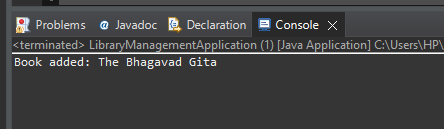 Problems @ Javadoc Declaration Console
<terminated> LibraryManagementApplication (1) [Java Application] C:\Users\HP\
Book added: The Bhagavad Gita